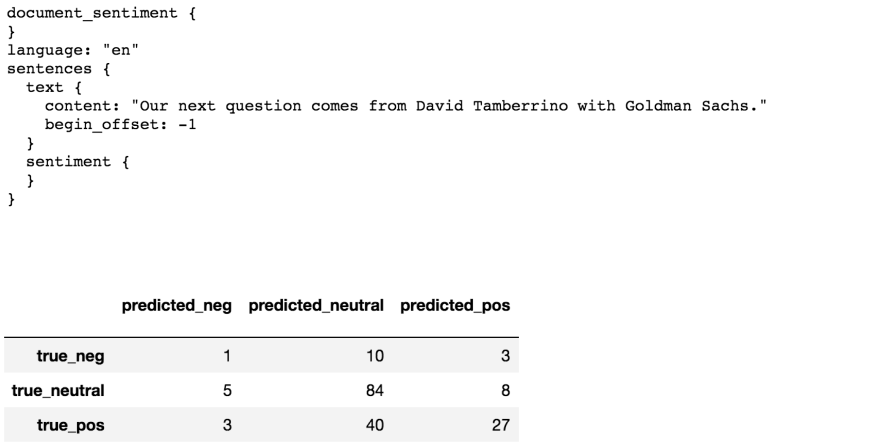 document_sentiment {
}
language: "en"
sentences {
  text {
    content: "Our next question comes from David Tamberrino with Goldman Sachs."
    begin_offset: -1
  }
  sentiment {
  }
}
predicted_neg predicted_neutral predicted_pos
true_neg 1 10 3
true_neutral 5 84 8
true_pos 3 40 27